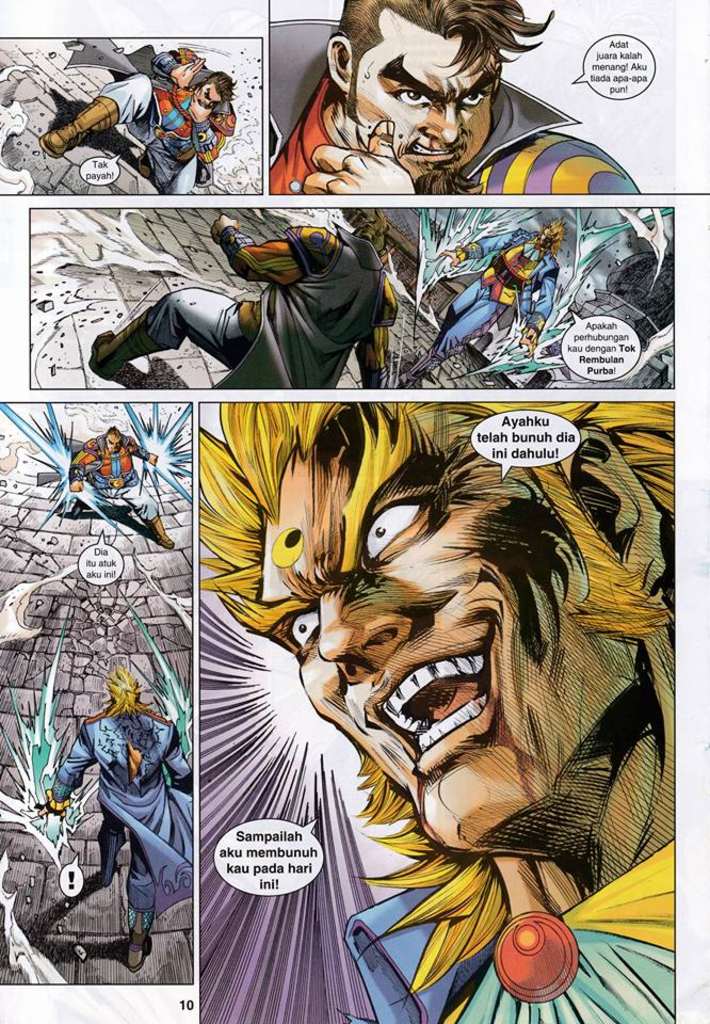 Tak
payah!
Adat
juara kalah
menang! Aku
tiada apa-apa
pun!
Apakah
perhubungan
kau dengan Tok
Rembulan
Purba!
Dia
itu atuk
aku ini!
!
Ayahku
telah bunuh dia
ini dahulu!
Sampailah
aku membunuh
kau pada hari
ini!
10